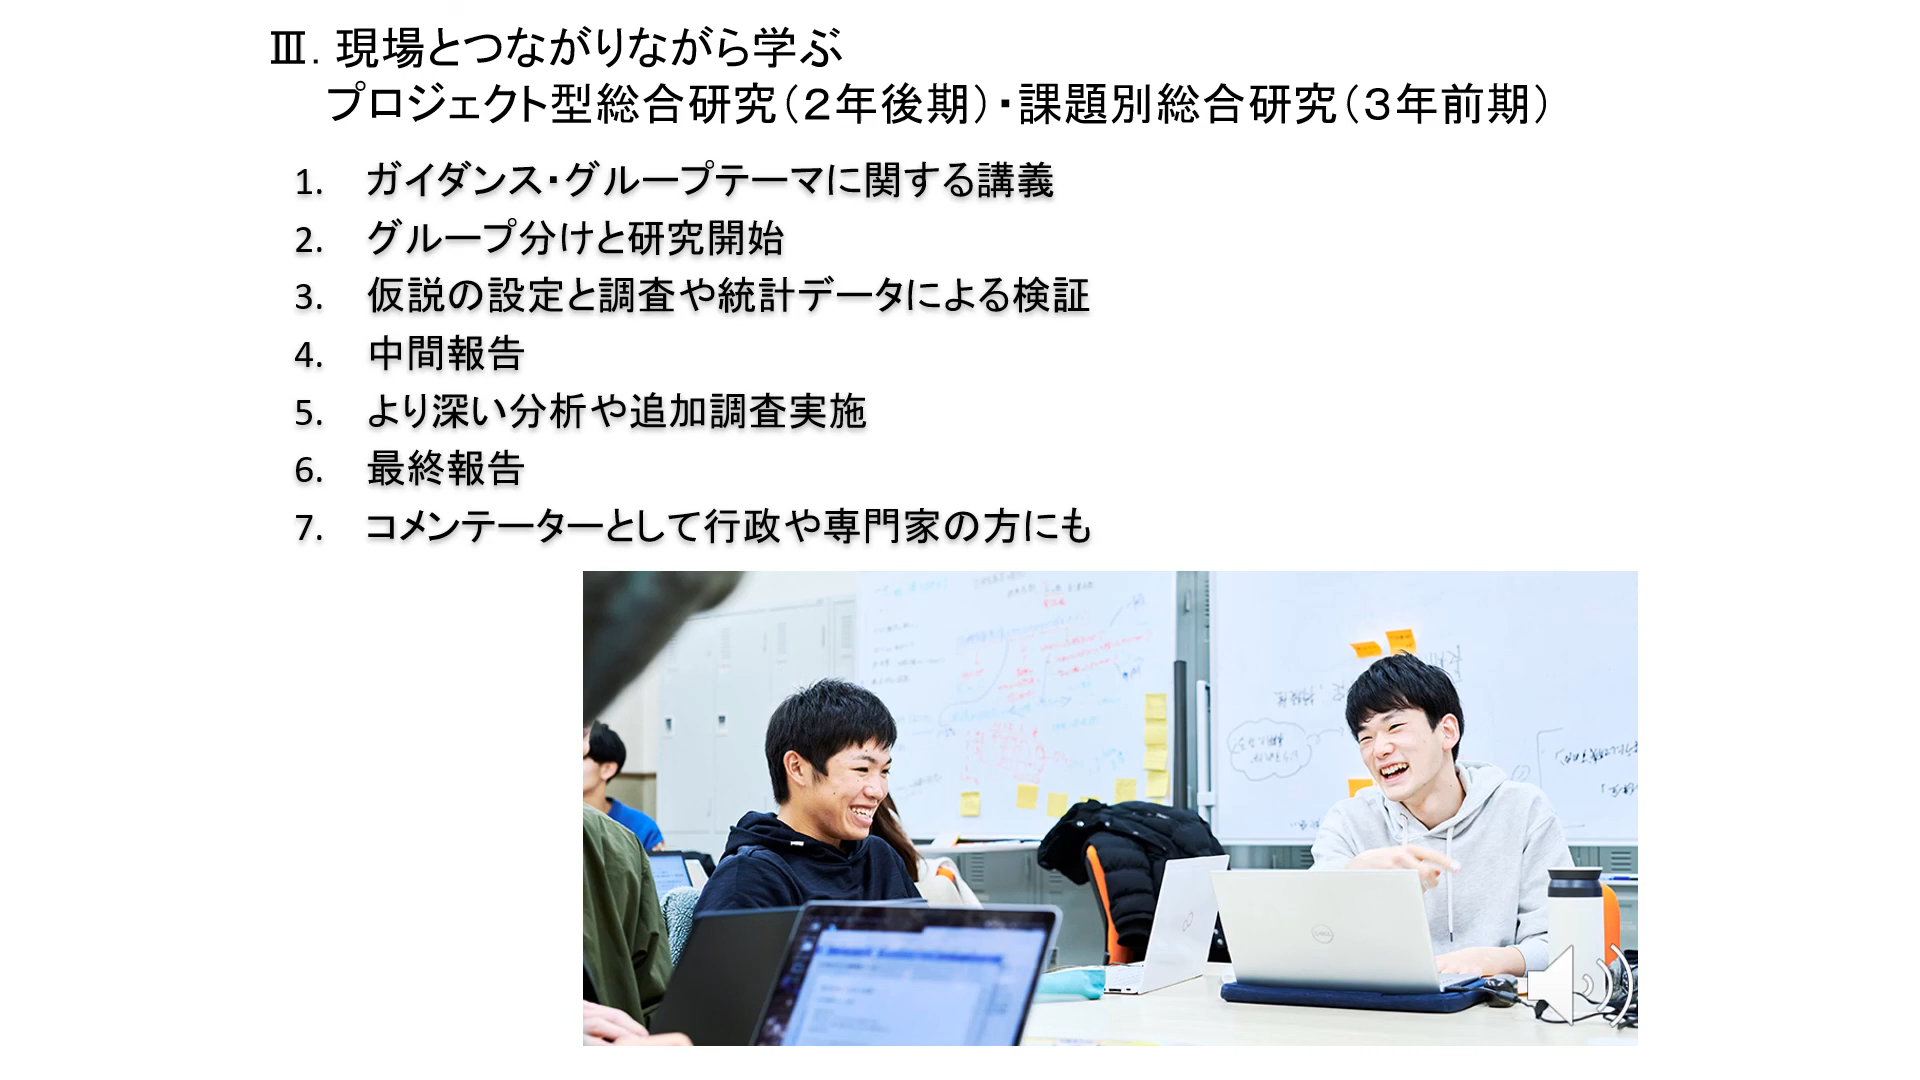 Ⅲ. 現場とつながりながら学ぶ
プロジェクト型総合研究（２年後期）・課題別総合研究（３年前期）
1. ガイダンス・グループテーマに関する講義
2. グループ分けと研究開始
3. 仮説の設定と調査や統計データによる検証
4. 中間報告
5. より深い分析や追加調査実施
6. 最終報告
7. コメンテーターとして行政や専門家の方にも
DELL